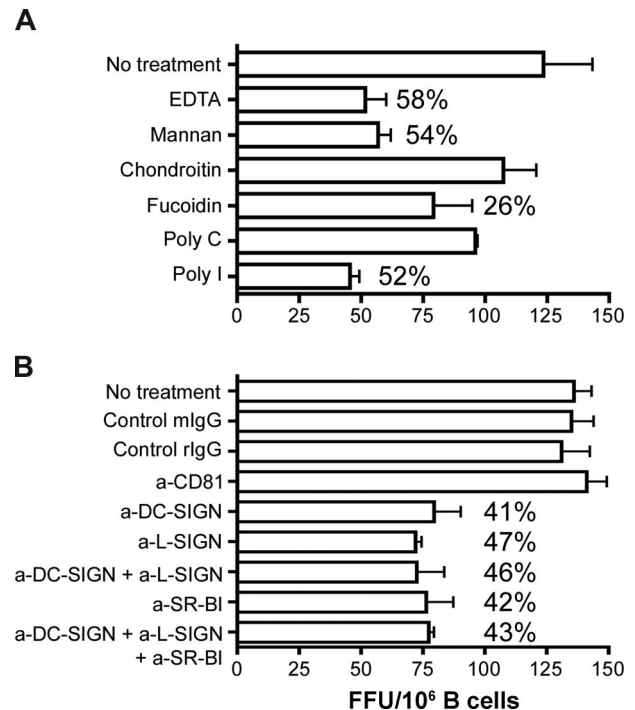 A
No treatment
EDTA 58%
Mannan 54%
Chondroitin
Fucoidin 26%
Poly C
Poly I 52%
0 25 50 75 100 125 150
B
No treatment
Control mIgG
Control rIgG
a-CD81
a-DC-SIGN 41%
a-L-SIGN 47%
a-DC-SIGN + a-L-SIGN 46%
a-SR-BI 42%
a-DC-SIGN + a-L-SIGN 43%
+ a-SR-BI
0 25 50 75 100 125 150
FFU/10⁶ B cells